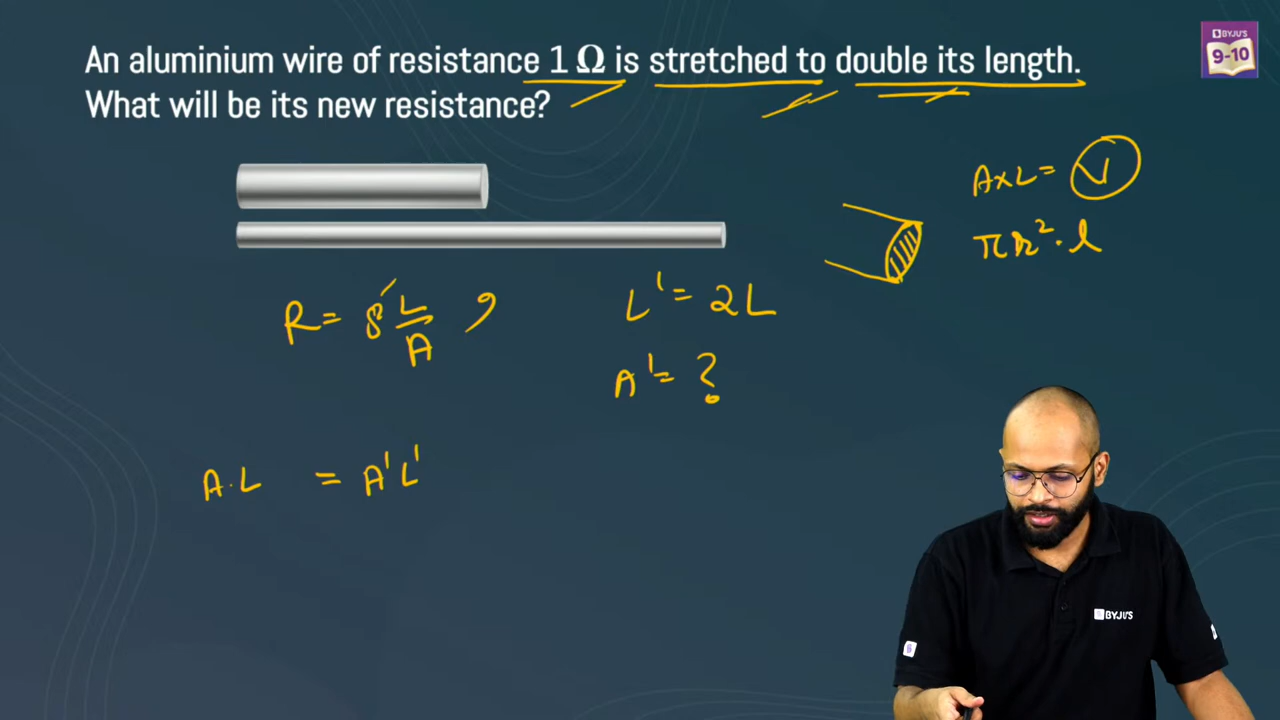 An aluminium wire of resistance 1 Ω is stretched to double its length.
What will be its new resistance?
BYJU'S
9-10
A×L = V
πr²·l
R = ρ L/A ,
L' = 2L
A' = ?
A·L = A'L'
BYJU'S